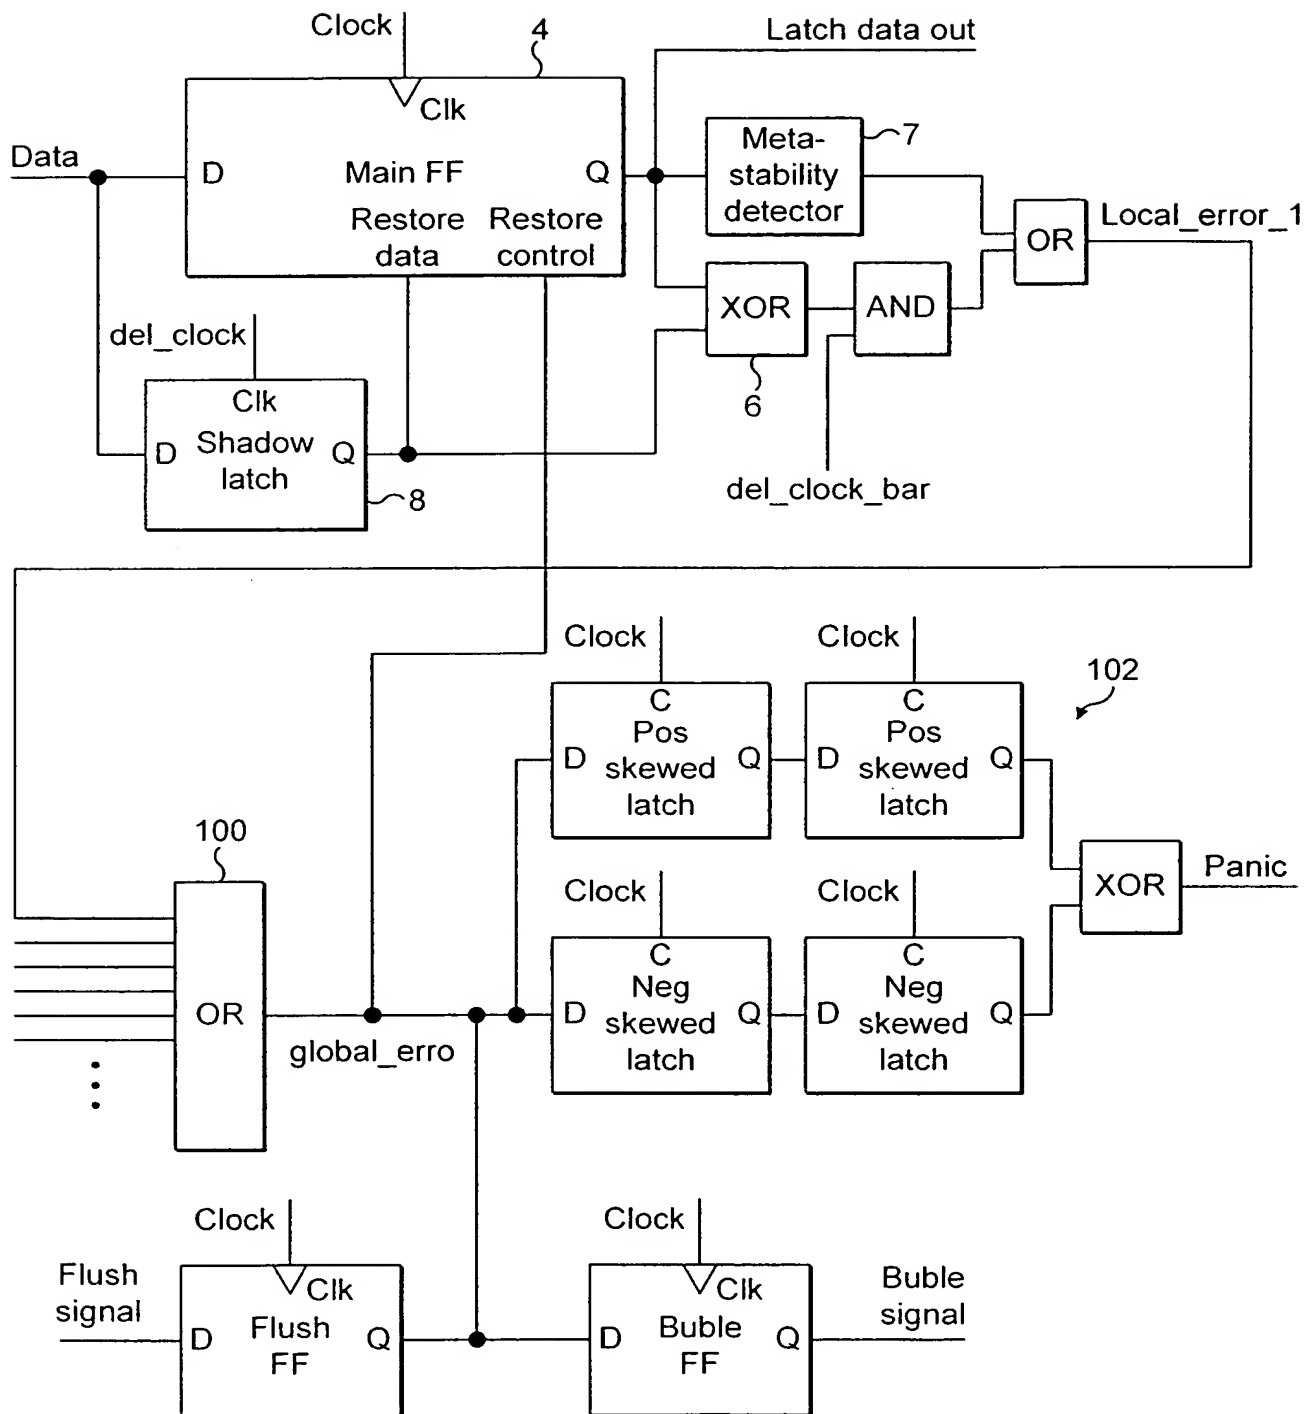 Clock
4
Latch data out
Clk
Data
D
Main FF
Q
Restore
data
Restore
control
Meta-
stability
detector
7
OR
Local_error_1
XOR
AND
6
del_clock
Clk
D
Shadow
latch
Q
8
del_clock_bar
Clock
Clock
102
C
Pos
skewed
latch
D
Q
C
Pos
skewed
latch
D
Q
100
OR
global_erro
Clock
Clock
C
Neg
skewed
latch
D
Q
C
Neg
skewed
latch
D
Q
XOR
Panic
Clock
Flush
signal
Clk
D
Flush
FF
Q
Clock
Clk
D
Buble
FF
Q
Buble
signal